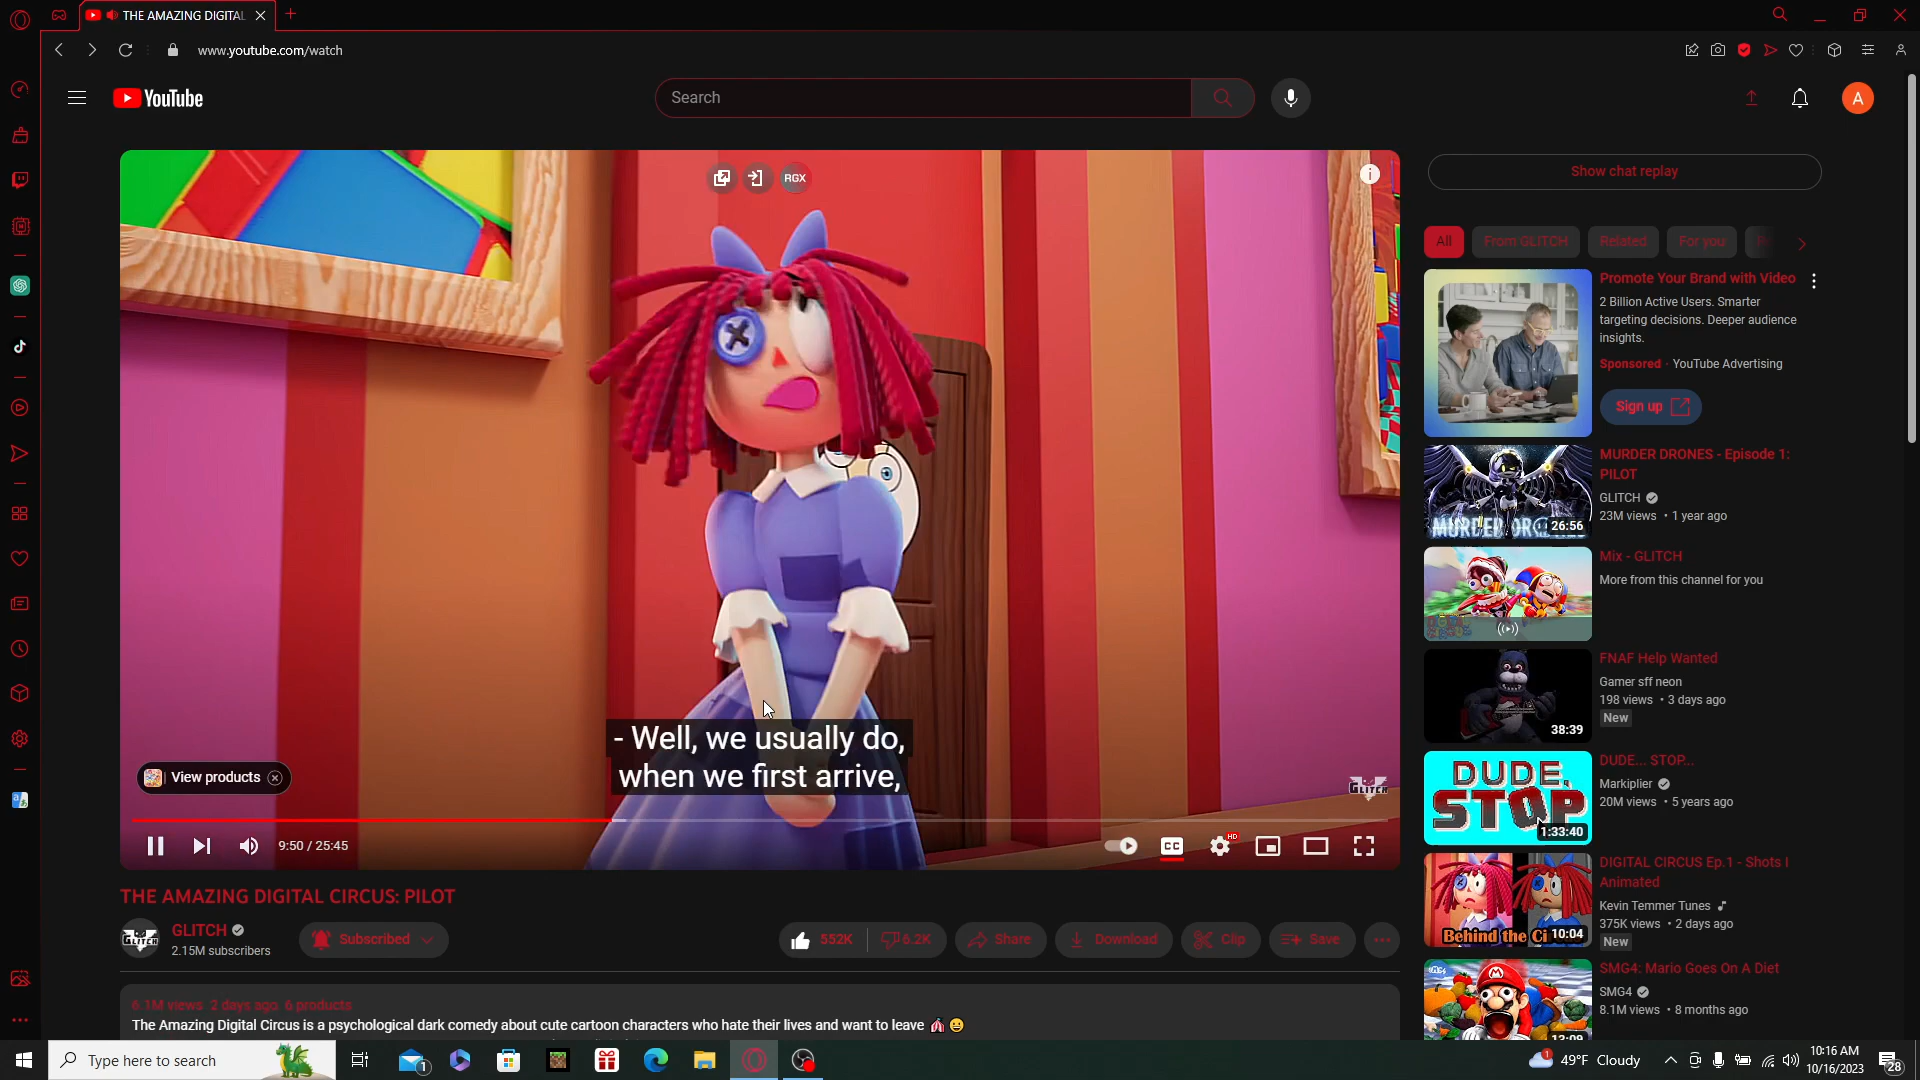 THE AMAZING DIGITAL
www.youtube.com/watch
YouTube
Search
A
Show chat replay
RGX
All
From GLITCH
Related
For you
Promote Your Brand with Video
2 Billion Active Users. Smarter
targeting decisions. Deeper audience
insights.
Sponsored · YouTube Advertising
Sign up
MURDER DRONES - Episode 1:
PILOT
GLITCH
23M views • 1 year ago
26:56
Mix - GLITCH
More from this channel for you
FNAF Help Wanted
Gamer sff neon
198 views • 3 days ago
New
38:39
- Well, we usually do,
when we first arrive,
View products
GLITCH
DUDE,
STOP
1:33:40
DUDE... STOP...
Markiplier
20M views • 5 years ago
9:50 / 25:45
CC
HD
DIGITAL CIRCUS Ep.1 - Shots I
Animated
Kevin Temmer Tunes
375K views • 2 days ago
New
Behind the Ci
10:04
THE AMAZING DIGITAL CIRCUS: PILOT
GLITCH
GLITCH
2.15M subscribers
Subscribed
552K
6.2K
Share
Download
Clip
Save
SMG4: Mario Goes On A Diet
SMG4
8.1M views • 8 months ago
13:09
6.1M views 2 days ago 6 products
The Amazing Digital Circus is a psychological dark comedy about cute cartoon characters who hate their lives and want to leave 🎪 😀
Type here to search
1
49°F Cloudy
10:16 AM
10/16/2023
28